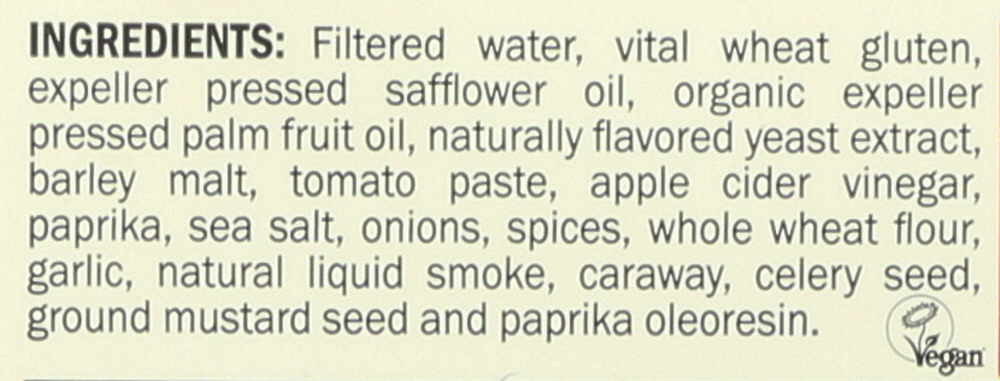 INGREDIENTS: Filtered water, vital wheat gluten,
expeller pressed safflower oil, organic expeller
pressed palm fruit oil, naturally flavored yeast extract,
barley malt, tomato paste, apple cider vinegar,
paprika, sea salt, onions, spices, whole wheat flour,
garlic, natural liquid smoke, caraway, celery seed,
ground mustard seed and paprika oleoresin.
Vegan